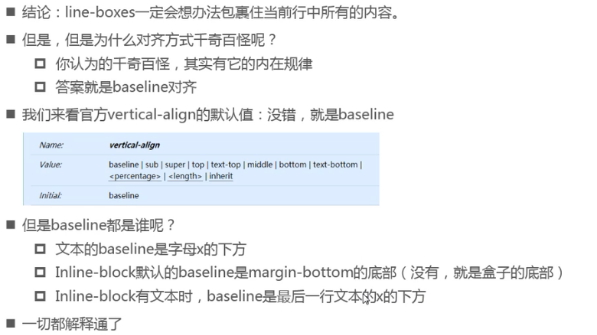 结论：line-boxes一定会想办法包裹住当前行中所有的内容。
但是，但是为什么对齐方式千奇百怪呢？
你认为的千奇百怪，其实有它的内在规律
答案就是baseline对齐
我们来看官方vertical-align的默认值：没错，就是baseline
Name: vertical-align
Value: baseline | sub | super | top | text-top | middle | bottom | text-bottom |
<percentage> | <length> | inherit
Initial: baseline
但是baseline都是谁呢？
文本的baseline是字母x的下方
Inline-block默认的baseline是margin-bottom的底部（没有，就是盒子的底部）
Inline-block有文本时，baseline是最后一行文本的x的下方
一切都解释通了